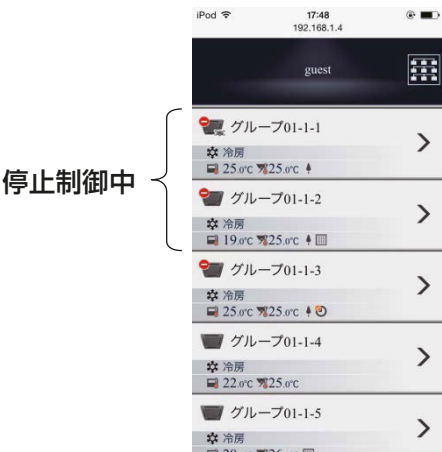 iPod 17:48
192.168.1.4
guest
停止制御中
グループ01-1-1
冷房
25.0℃ 25.0℃
グループ01-1-2
冷房
19.0℃ 25.0℃
グループ01-1-3
冷房
25.0℃ 25.0℃
グループ01-1-4
冷房
22.0℃ 25.0℃
グループ01-1-5
冷房